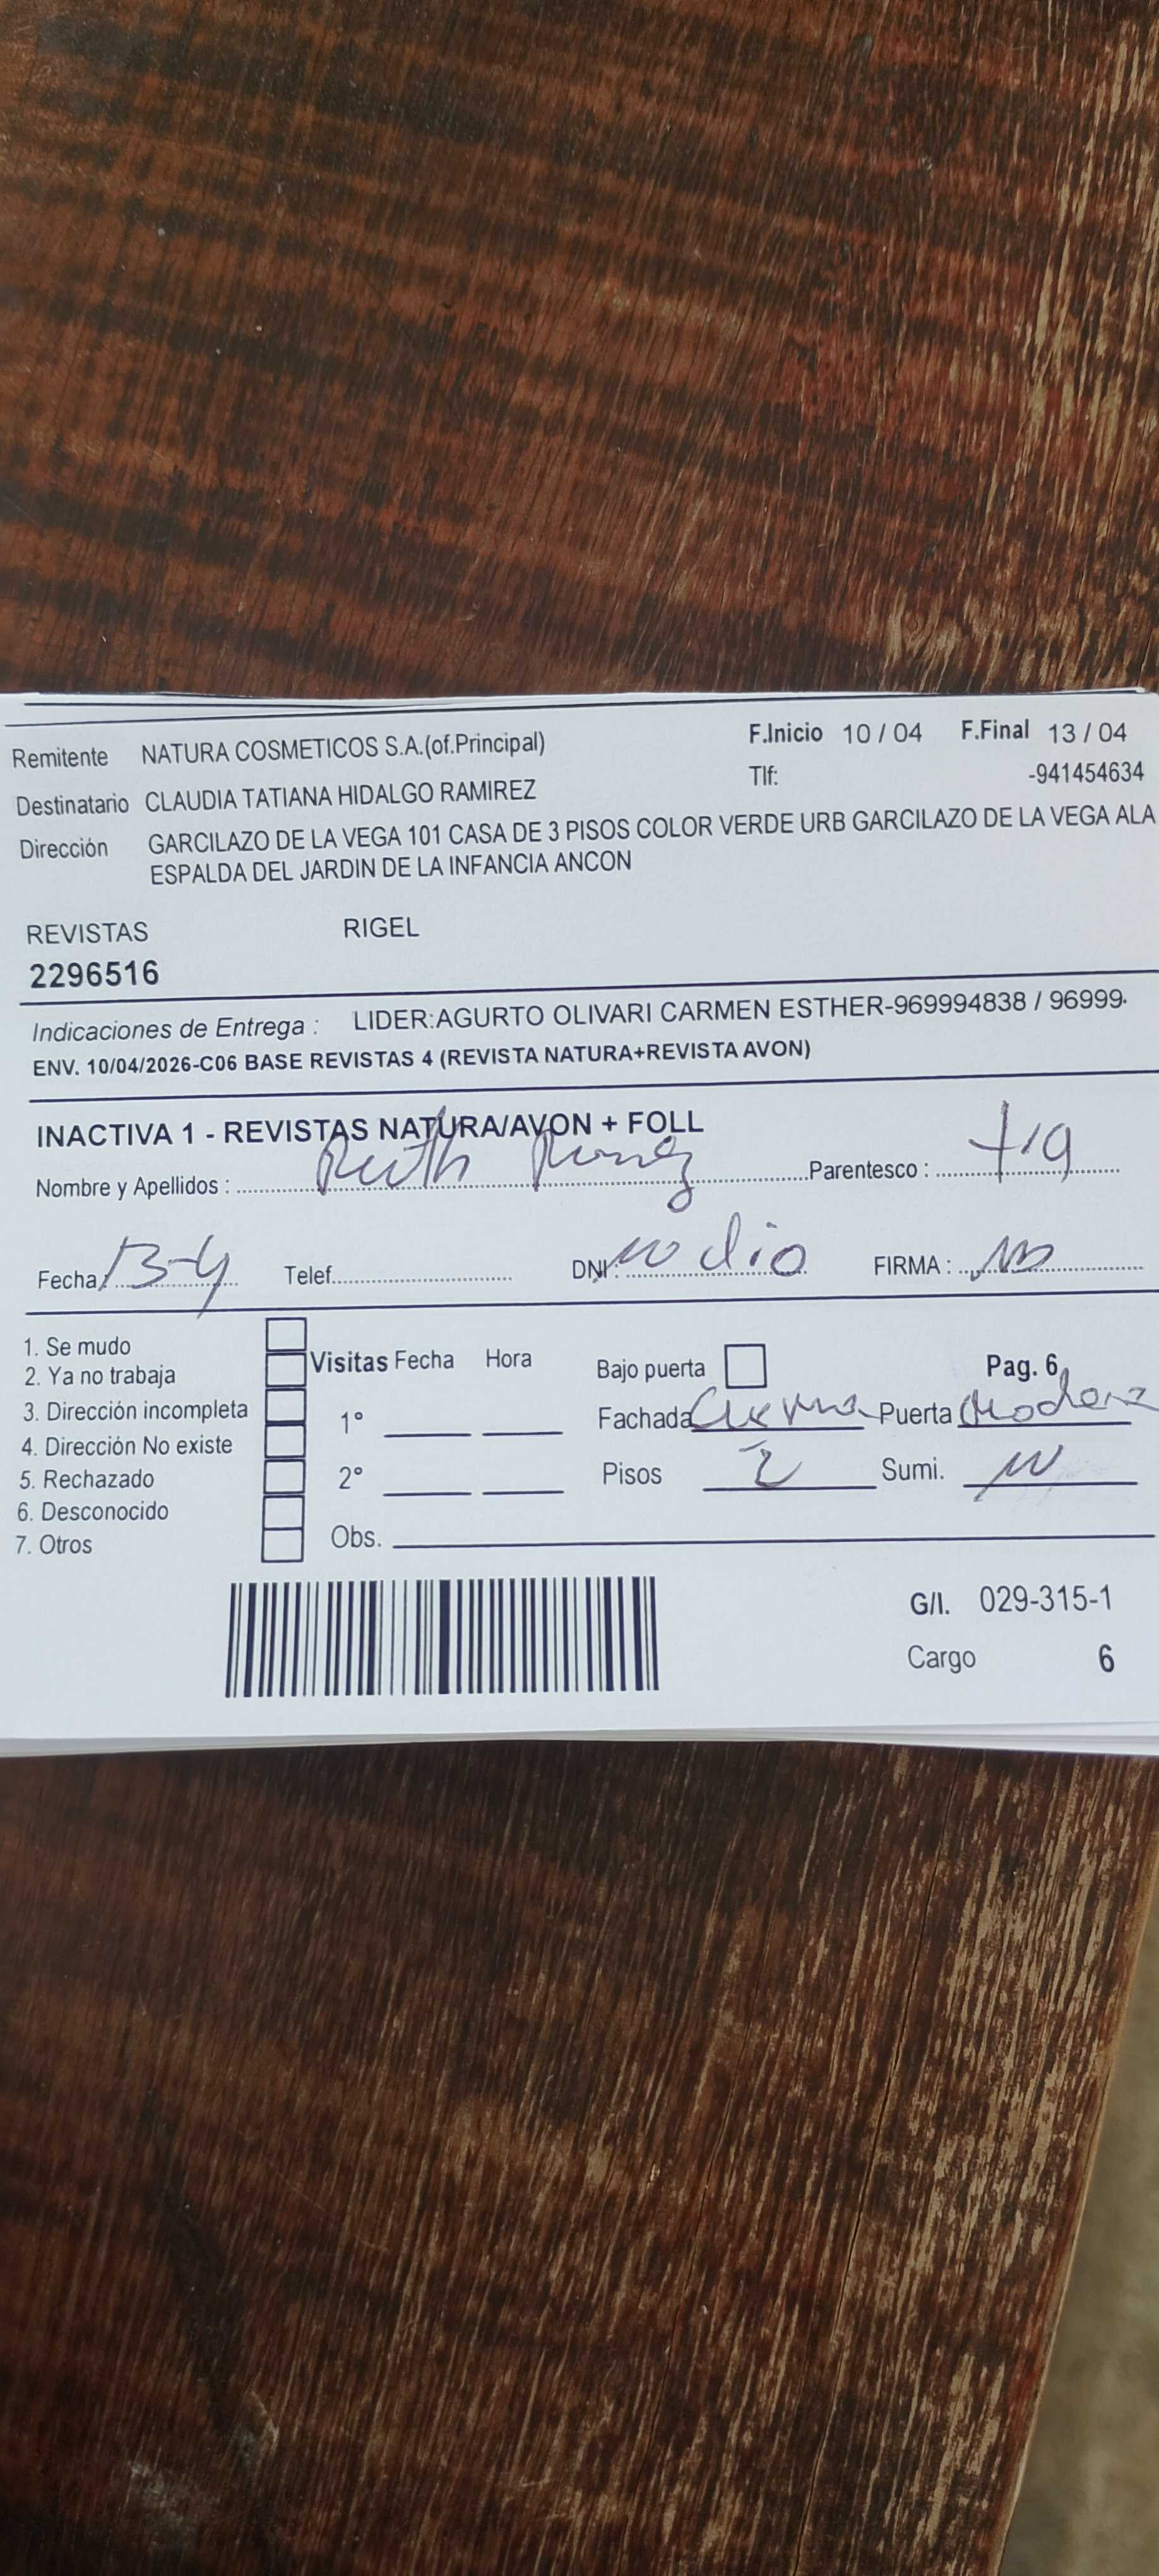 Remitente NATURA COSMETICOS S.A.(of.Principal) F.Inicio 10 / 04 F.Final 13 / 04
Destinatario CLAUDIA TATIANA HIDALGO RAMIREZ Tlf: -941454634
Dirección GARCILAZO DE LA VEGA 101 CASA DE 3 PISOS COLOR VERDE URB GARCILAZO DE LA VEGA ALA
ESPALDA DEL JARDIN DE LA INFANCIA ANCON
REVISTAS RIGEL
2296516
Indicaciones de Entrega : LIDER:AGURTO OLIVARI CARMEN ESTHER-969994838 / 96999
ENV. 10/04/2026-C06 BASE REVISTAS 4 (REVISTA NATURA+REVISTA AVON)
INACTIVA 1 - REVISTAS NATURA/AVON + FOLL
Nombre y Apellidos : Ruth Parentesco : tia
Fecha 13-4 Telef. DNI : no dio FIRMA :
1. Se mudo
2. Ya no trabaja Visitas Fecha Hora Bajo puerta Pag. 6
3. Dirección incompleta 1° Fachada Crema Puerta Madera
4. Dirección No existe
5. Rechazado 2° Pisos 2 Sumi.
6. Desconocido
7. Otros Obs.
G/I. 029-315-1
Cargo 6